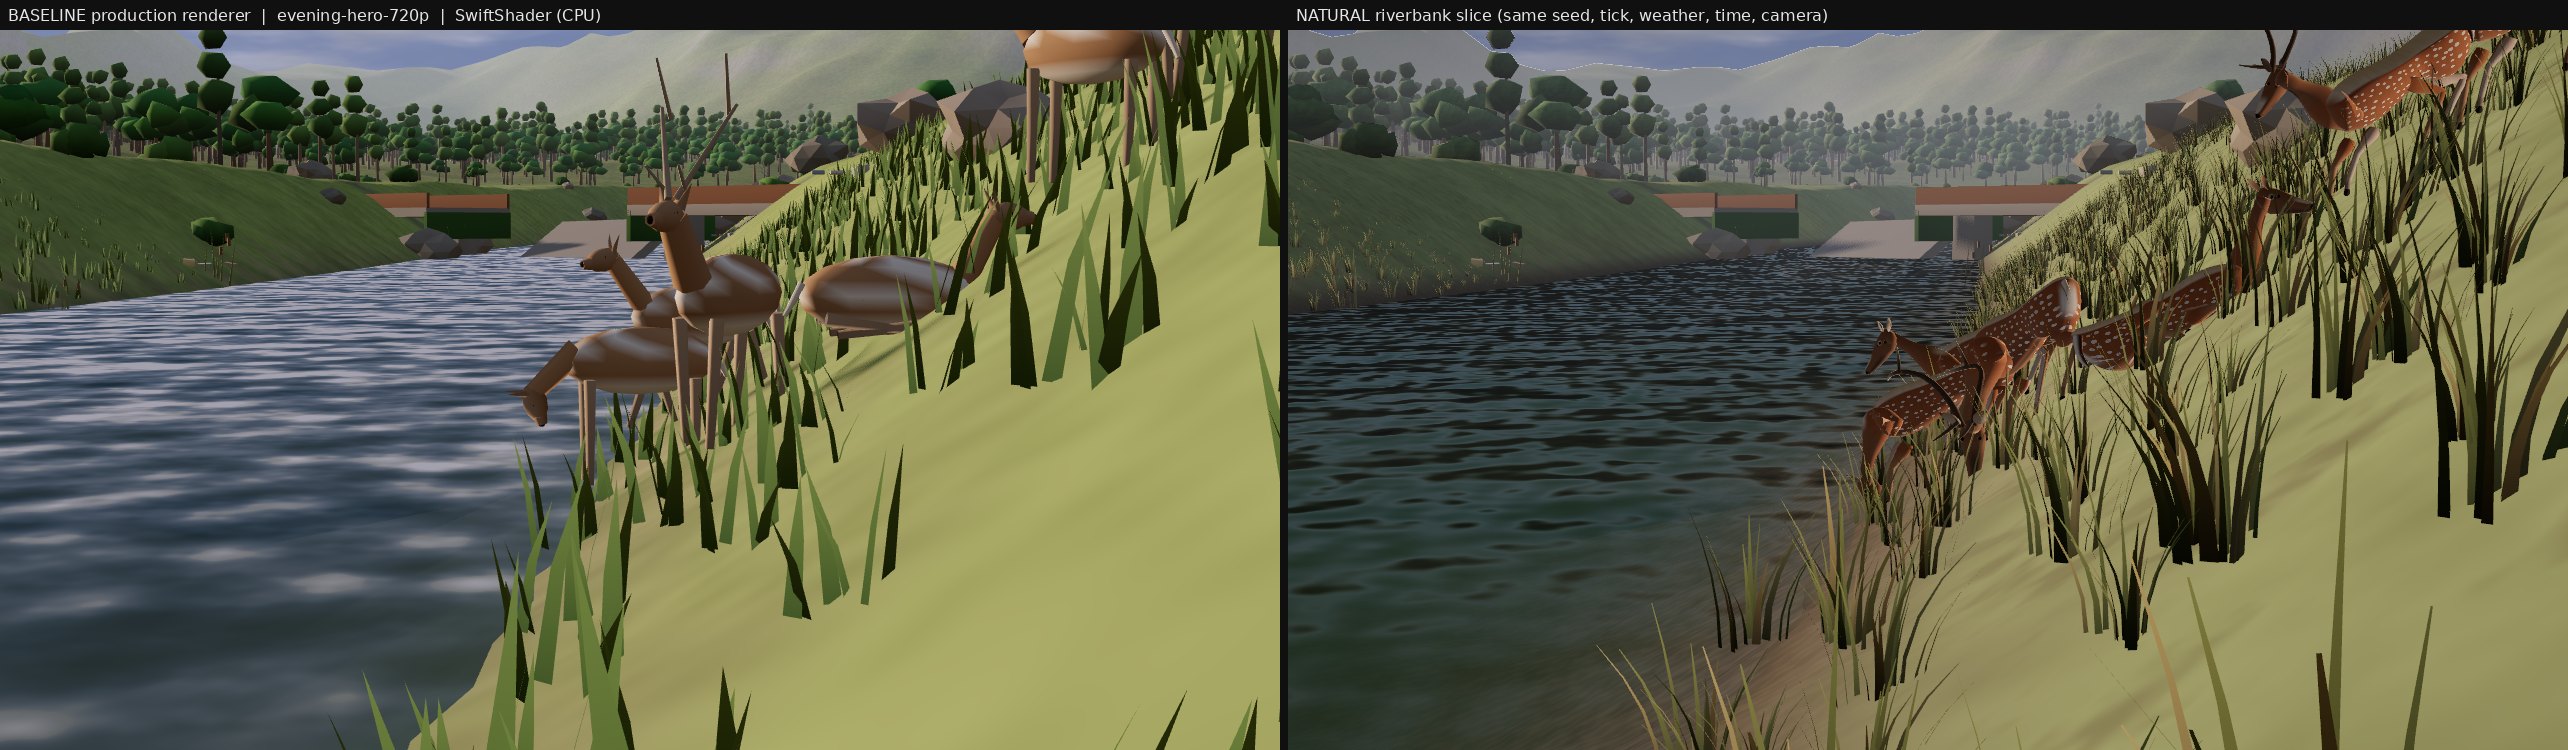 BASELINE production renderer | evening-hero-720p | SwiftShader (CPU)
NATURAL riverbank slice (same seed, tick, weather, time, camera)